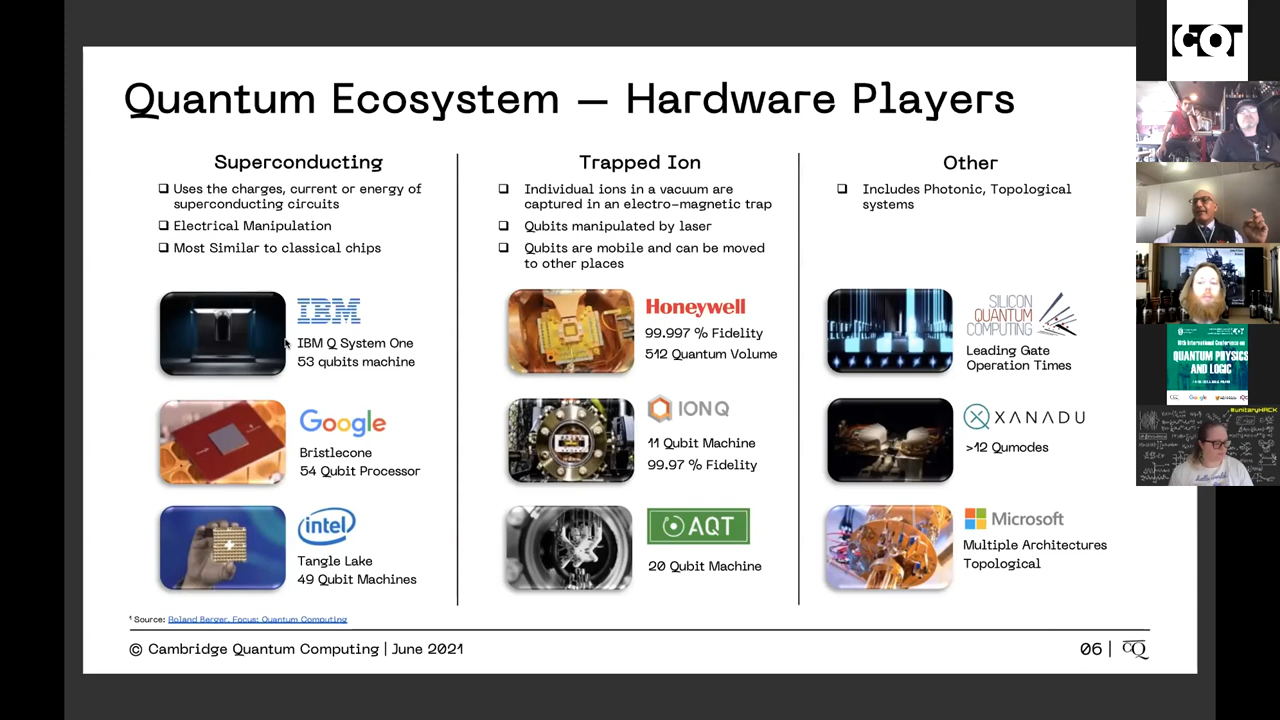 Quantum Ecosystem – Hardware Players
Superconducting
Uses the charges, current or energy of
superconducting circuits
Electrical Manipulation
Most Similar to classical chips
IBM
IBM Q System One
53 qubits machine
Google
Bristlecone
54 Qubit Processor
intel
Tangle Lake
49 Qubit Machines
Trapped Ion
Individual ions in a vacuum are
captured in an electro-magnetic trap
Qubits manipulated by laser
Qubits are mobile and can be moved
to other places
Honeywell
99.997 % Fidelity
512 Quantum Volume
IONQ
11 Qubit Machine
99.97 % Fidelity
AQT
20 Qubit Machine
Other
Includes Photonic, Topological
systems
SILICON
QUANTUM
COMPUTING
Leading Gate
Operation Times
XANADU
>12 Qumodes
Microsoft
Multiple Architectures
Topological
¹ Source: Roland Berger, Focus: Quantum Computing
© Cambridge Quantum Computing | June 2021
06 |
CQ
QUANTUM PHYSICS
AND LOGIC
Google
#unitaryHACK